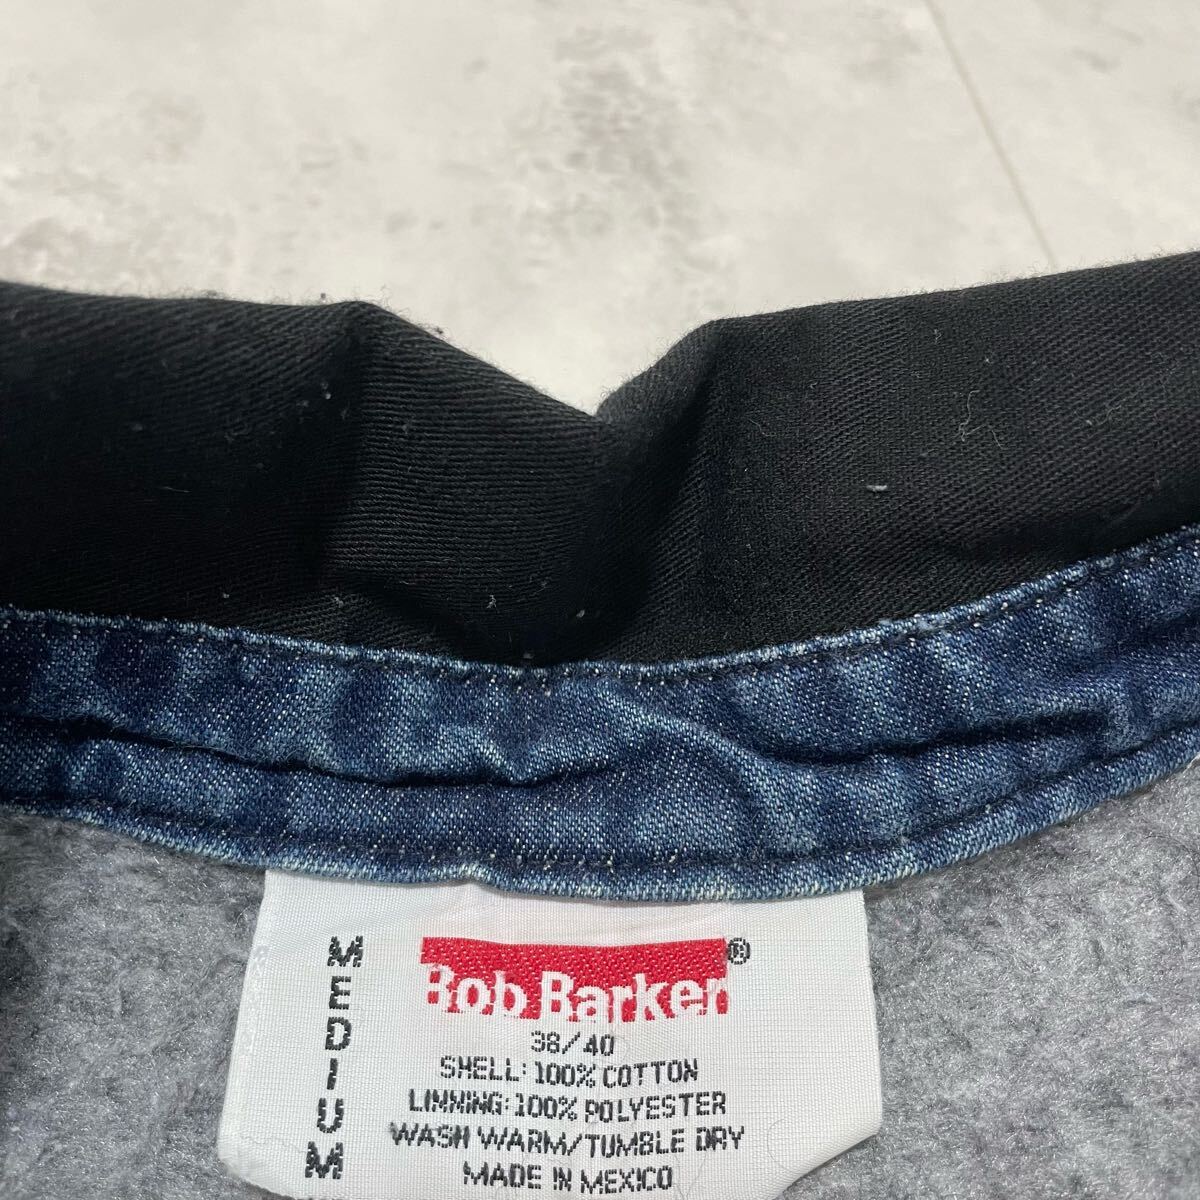 MEDIUM
Bob Barker®
38/40
SHELL: 100% COTTON
LINNING: 100% POLYESTER
WASH WARM/TUMBLE DRY
MADE IN MEXICO